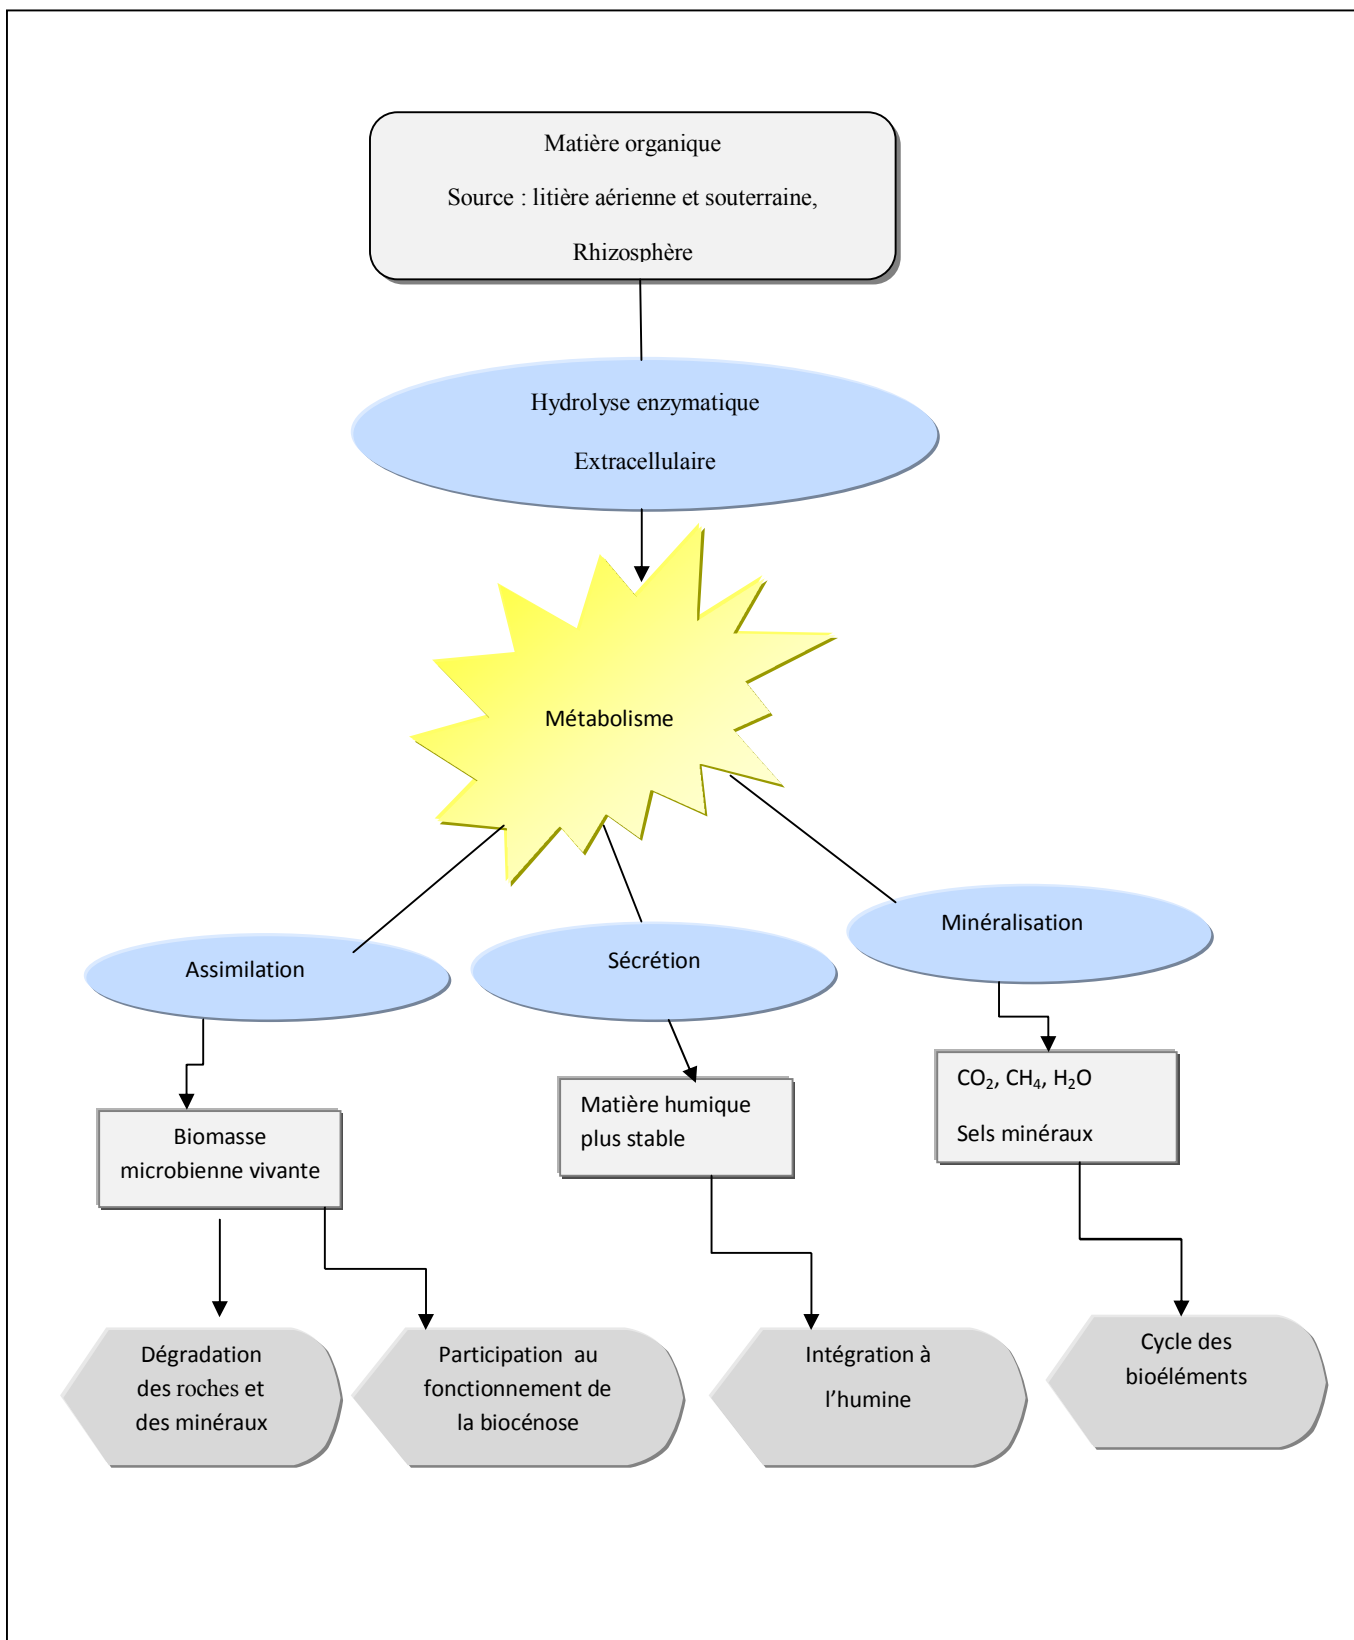 Matière organique
Source : litière aérienne et souterraine,
Rhizosphère
Hydrolyse enzymatique
Extracellulaire
Métabolisme
Assimilation
Sécrétion
Minéralisation
Biomasse
microbienne vivante
Matière humique
plus stable
CO₂, CH₄, H₂O
Sels minéraux
Dégradation
des roches et
des minéraux
Participation au
fonctionnement de
la biocénose
Intégration à
l’humine
Cycle des
bioéléments